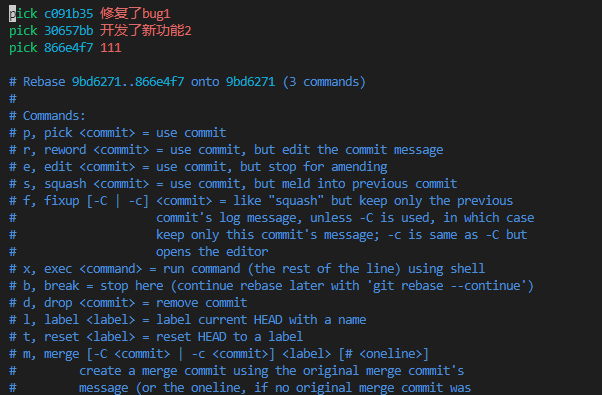 pick c091b35 修复了bug1
pick 30657bb 开发了新功能2
pick 866e4f7 111
# Rebase 9bd6271..866e4f7 onto 9bd6271 (3 commands)
#
# Commands:
# p, pick <commit> = use commit
# r, reword <commit> = use commit, but edit the commit message
# e, edit <commit> = use commit, but stop for amending
# s, squash <commit> = use commit, but meld into previous commit
# f, fixup [-C | -c] <commit> = like "squash" but keep only the previous
#                    commit's log message, unless -C is used, in which case
#                    keep only this commit's message; -c is same as -C but
#                    opens the editor
# x, exec <command> = run command (the rest of the line) using shell
# b, break = stop here (continue rebase later with 'git rebase --continue')
# d, drop <commit> = remove commit
# l, label <label> = label current HEAD with a name
# t, reset <label> = reset HEAD to a label
# m, merge [-C <commit> | -c <commit>] <label> [# <oneline>]
#         create a merge commit using the original merge commit's
#         message (or the oneline, if no original merge commit was